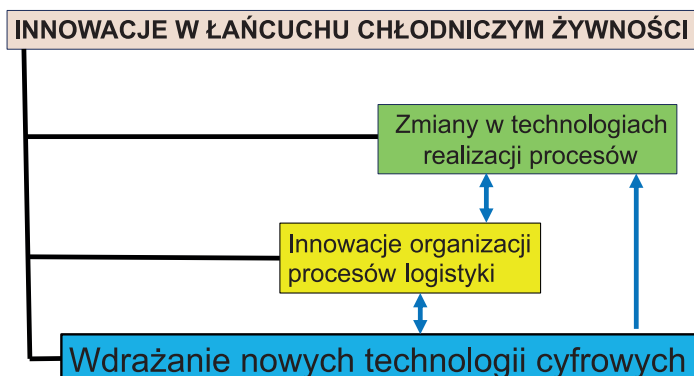 INNOWACJE W ŁAŃCUCHU CHŁODNICZYM ŻYWNOŚCI
Zmiany w technologiach
realizacji procesów
Innowacje organizacji
procesów logistyki
Wdrażanie nowych technologii cyfrowych